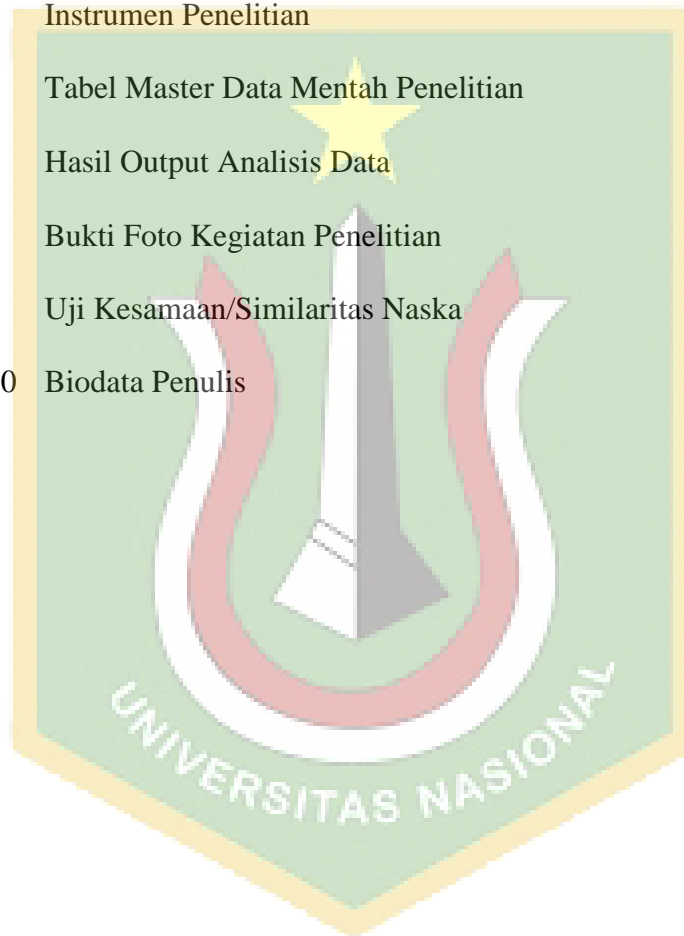 Instrumen Penelitian
Tabel Master Data Mentah Penelitian
Hasil Output Analisis Data
Bukti Foto Kegiatan Penelitian
Uji Kesamaan/Similaritas Naska
0 Biodata Penulis
UNIVERSITAS NASIONAL